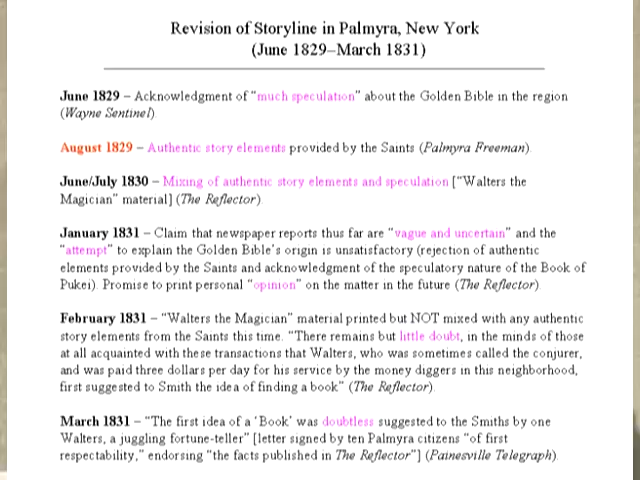 Revision of Storyline in Palmyra, New York
(June 1829–March 1831)
June 1829 – Acknowledgment of "much speculation" about the Golden Bible in the region
(Wayne Sentinel)
August 1829 – Authentic story elements provided by the Saints (Palmyra Freeman).
June/July 1830 – Mixing of authentic story elements and speculation ["Walters the
Magician" material] (The Reflector)
January 1831 – Claim that newspaper reports thus far are "vague and uncertain" and the
"attempt" to explain the Golden Bible's origin is unsatisfactory (rejection of authentic
elements provided by the Saints and acknowledgment of the speculatory nature of the Book of
Pukei). Promise to print personal "opinion" on the matter in the future (The Reflector).
February 1831 – "Walters the Magician" material printed but NOT mixed with any authentic
story elements from the Saints this time. "There remains but little doubt, in the minds of those
at all acquainted with these transactions that Walters, who was sometimes called the conjurer,
and was paid three dollars per day for his service by the money diggers in this neighborhood,
first suggested to Smith the idea of finding a book" (The Reflector).
March 1831 – "The first idea of a 'Book' was doubtless suggested to the Smiths by one
Walters, a juggling fortune-teller" [letter signed by ten Palmyra citizens "of first
respectability," endorsing "the facts published in The Reflector"] (Painesville Telegraph).